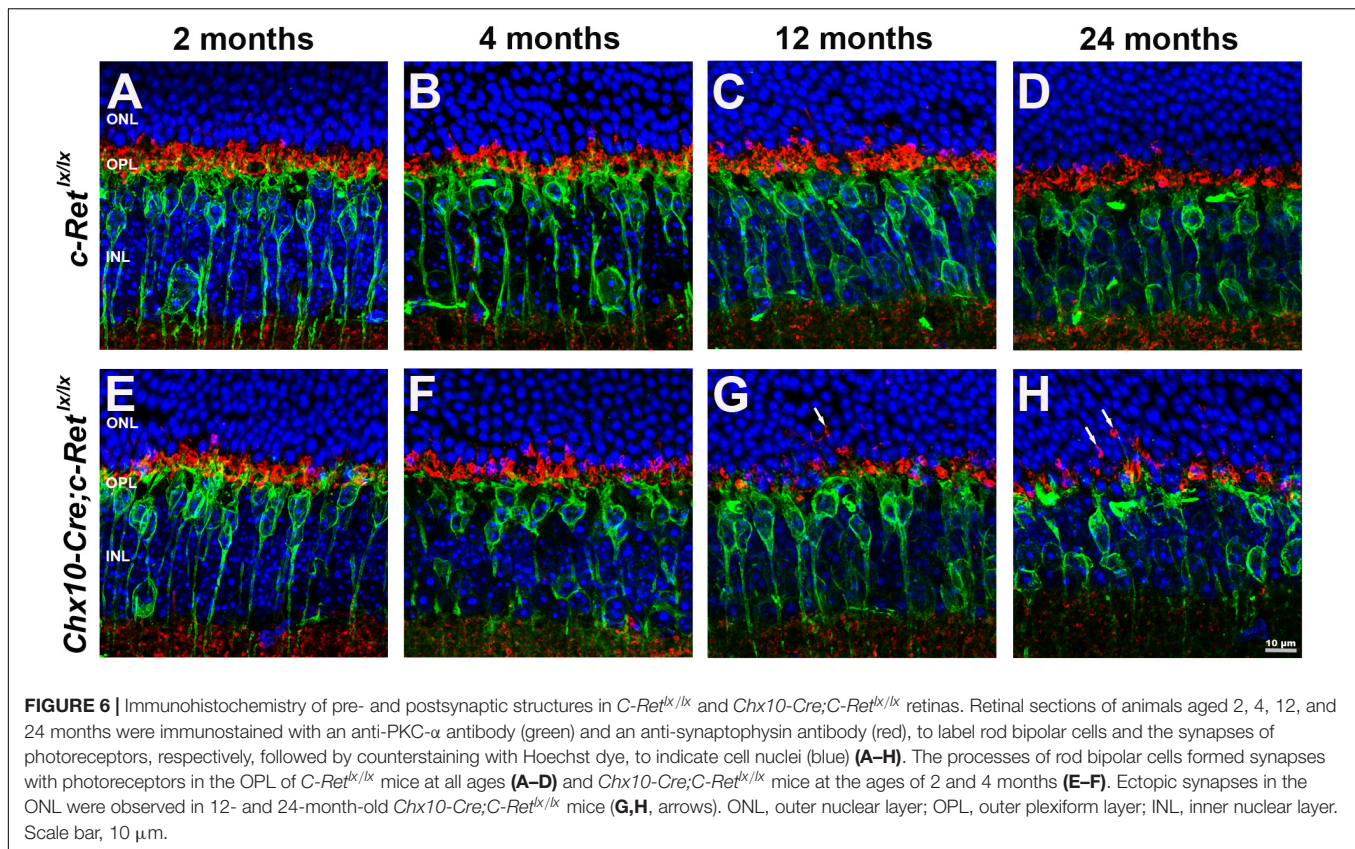 2 months 4 months 12 months 24 months
A B C D
ONL
OPL
INL
c-Ret^lx/lx
E F G H
ONL
OPL
INL
Chx10-Cre;c-Ret^lx/lx
10 µm
FIGURE 6 | Immunohistochemistry of pre- and postsynaptic structures in C-Ret^lx/lx and Chx10-Cre;C-Ret^lx/lx retinas. Retinal sections of animals aged 2, 4, 12, and
24 months were immunostained with an anti-PKC-α antibody (green) and an anti-synaptophysin antibody (red), to label rod bipolar cells and the synapses of
photoreceptors, respectively, followed by counterstaining with Hoechst dye, to indicate cell nuclei (blue) (A–H). The processes of rod bipolar cells formed synapses
with photoreceptors in the OPL of C-Ret^lx/lx mice at all ages (A–D) and Chx10-Cre;C-Ret^lx/lx mice at the ages of 2 and 4 months (E–F). Ectopic synapses in the
ONL were observed in 12- and 24-month-old Chx10-Cre;C-Ret^lx/lx mice (G,H, arrows). ONL, outer nuclear layer; OPL, outer plexiform layer; INL, inner nuclear layer.
Scale bar, 10 µm.